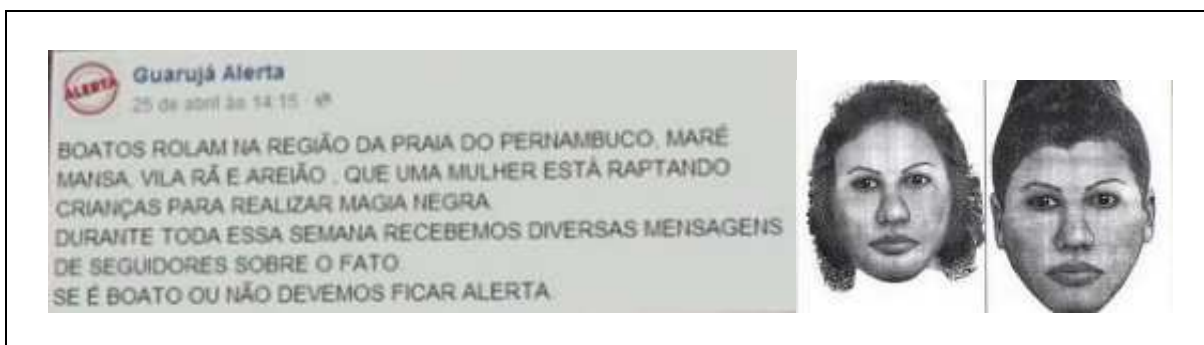 ALERTA
Guarujá Alerta
25 de abril às 14:15
BOATOS ROLAM NA REGIÃO DA PRAIA DO PERNAMBUCO, MARÉ
MANSA, VILA RÃ E AREIÃO , QUE UMA MULHER ESTÁ RAPTANDO
CRIANÇAS PARA REALIZAR MAGIA NEGRA.
DURANTE TODA ESSA SEMANA RECEBEMOS DIVERSAS MENSAGENS
DE SEGUIDORES SOBRE O FATO.
SE É BOATO OU NÃO DEVEMOS FICAR ALERTA.